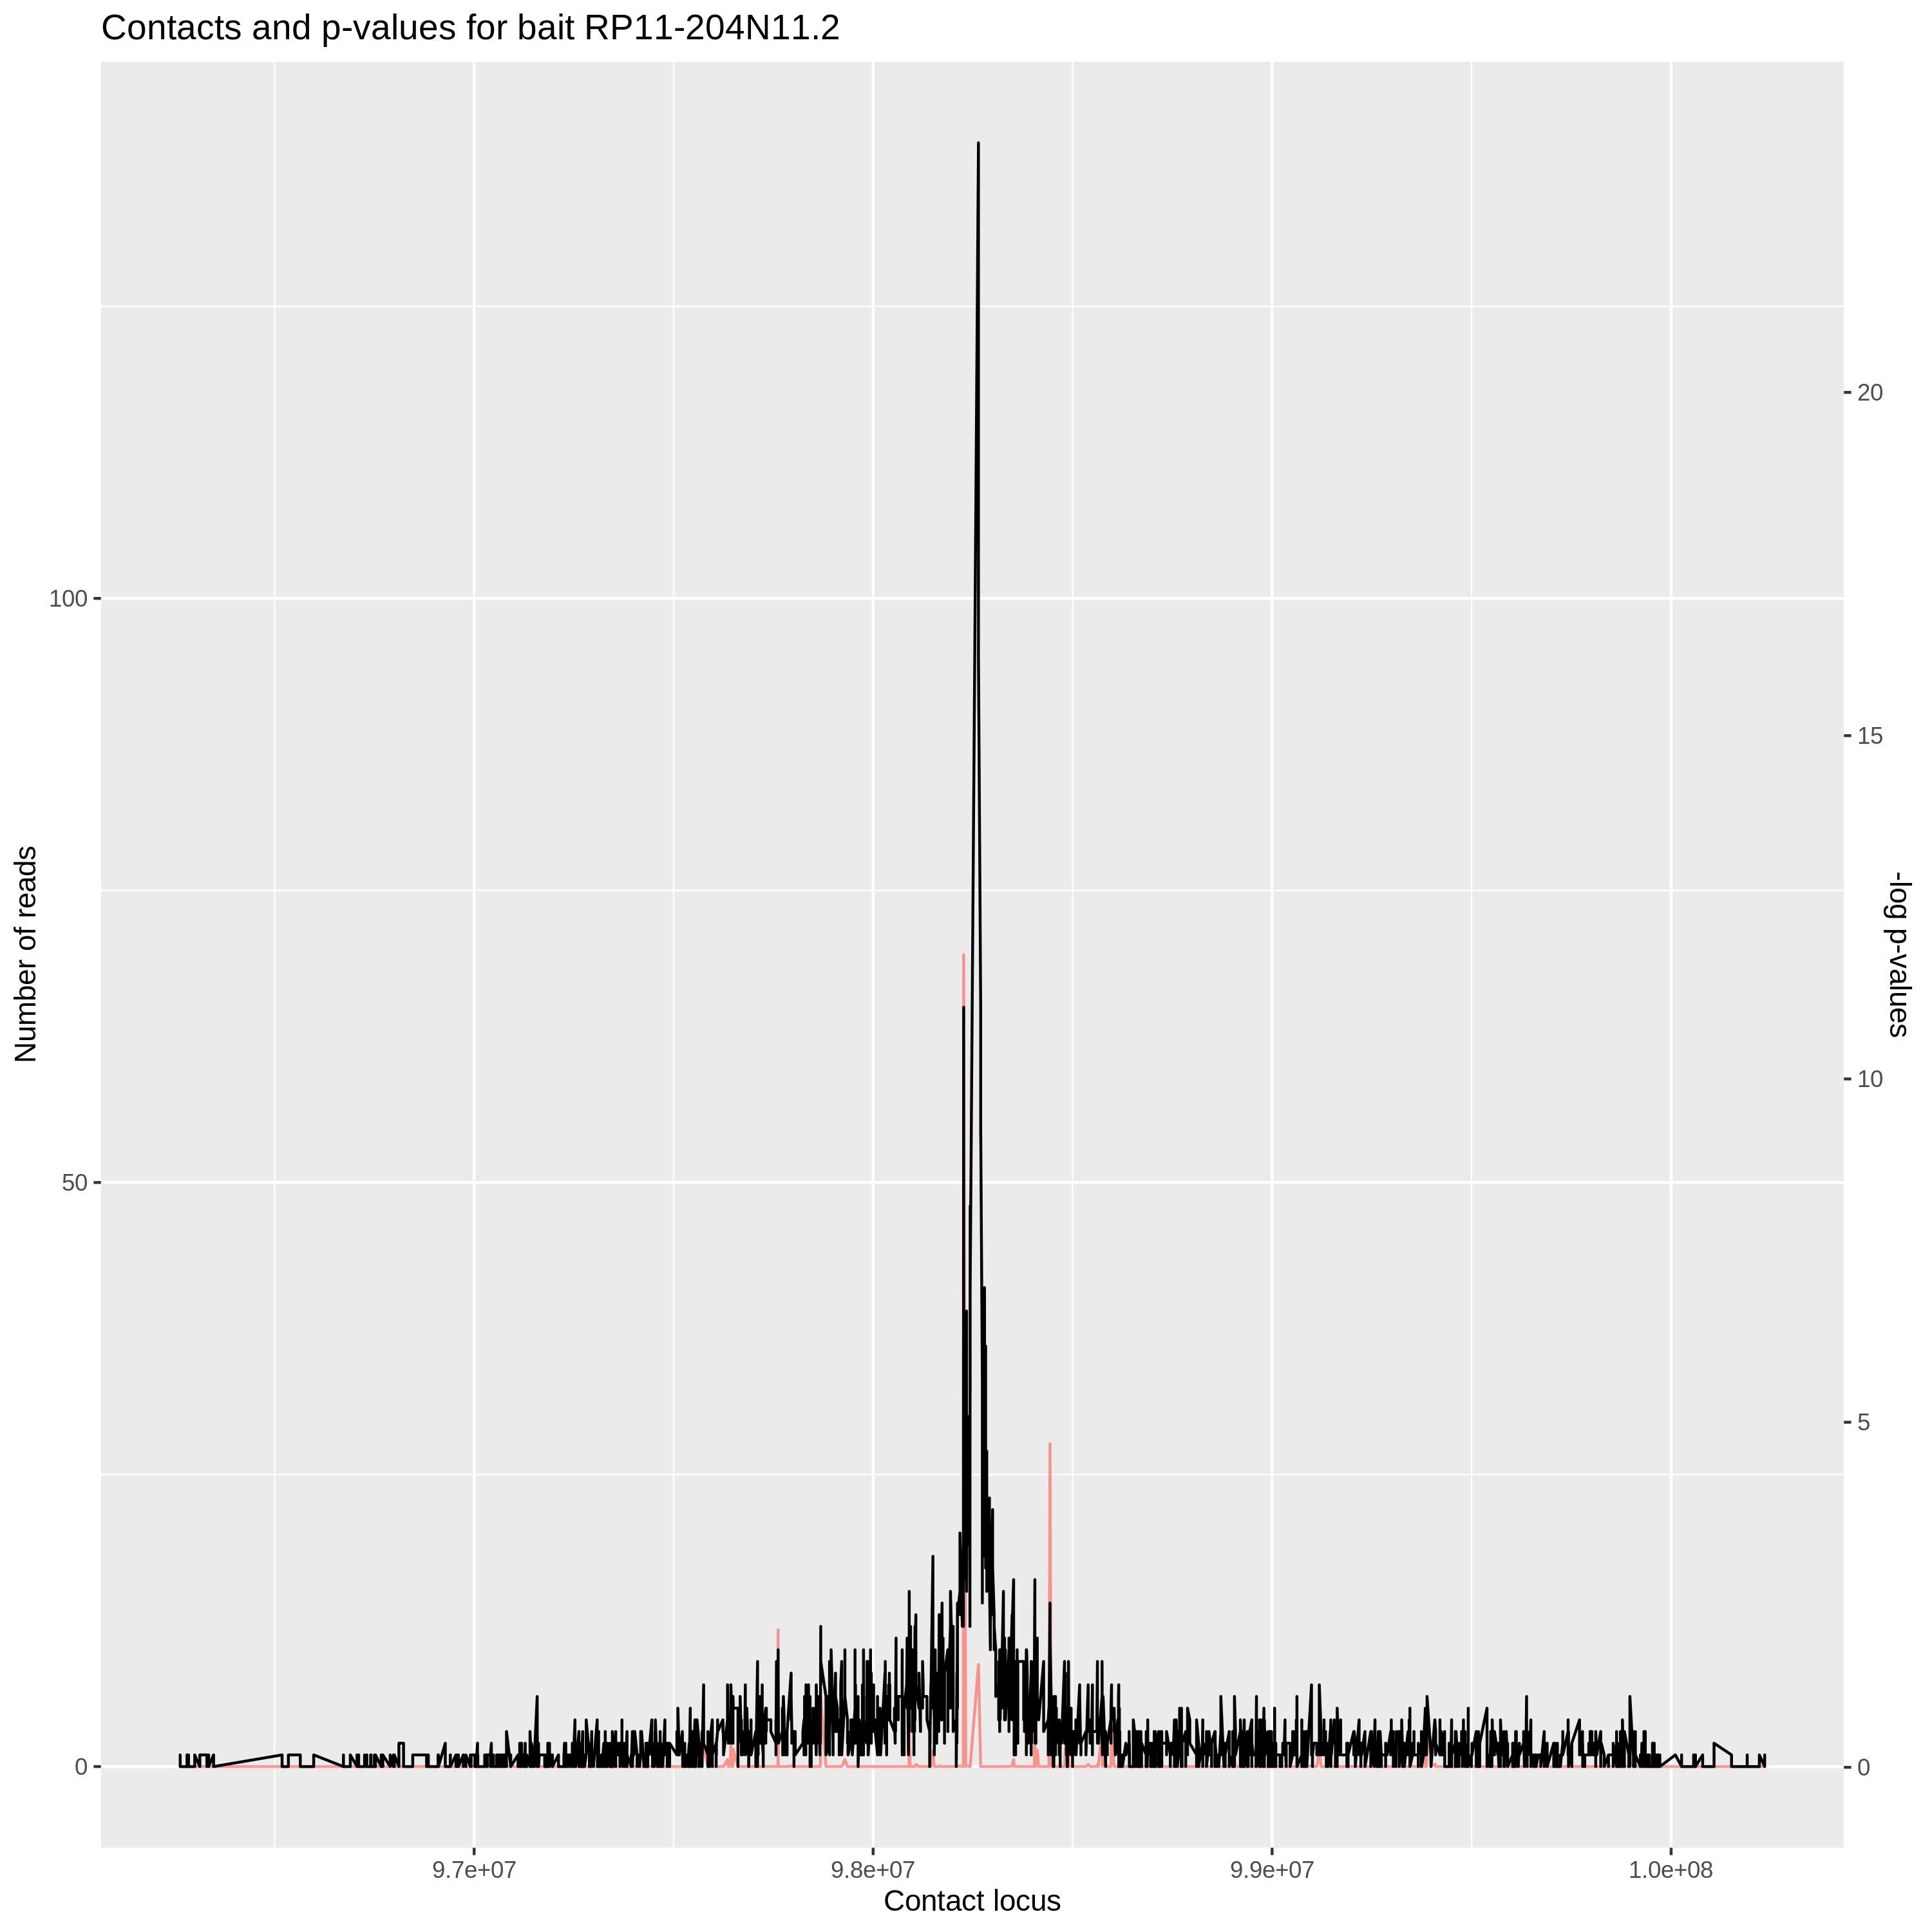 Contacts and p-values for bait RP11-204N11.2
Number of reads
100
50
0
20
15
10
5
0
-log p-values
9.7e+07
9.8e+07
9.9e+07
1.0e+08
Contact locus